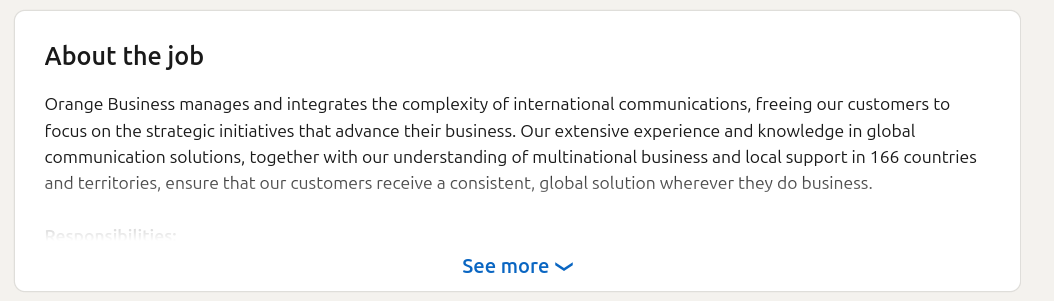 About the job
Orange Business manages and integrates the complexity of international communications, freeing our customers to
focus on the strategic initiatives that advance their business. Our extensive experience and knowledge in global
communication solutions, together with our understanding of multinational business and local support in 166 countries
and territories, ensure that our customers receive a consistent, global solution wherever they do business.
Responsibilities:
See more